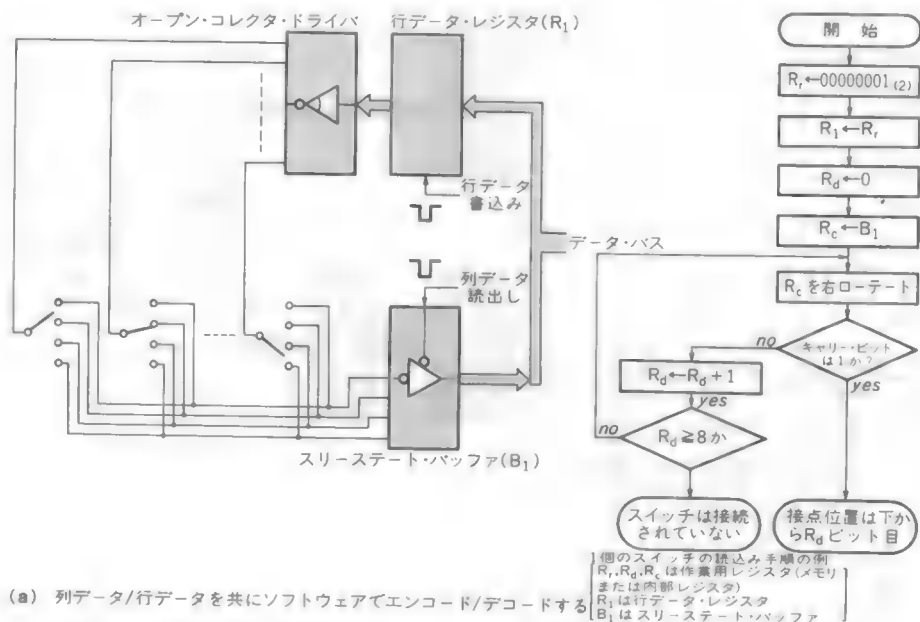 オープン・コレクタ・ドライバ
行データ・レジスタ(R₁)
行データ
書込み
データ・バス
列データ
読出し
スリーステート・バッファ(B₁)
開始
Rr←00000001(2)
R₁←Rr
Rd←0
Rc←B₁
Rcを右ローテート
キャリー・ビット
は1か?
no
yes
Rd←Rd+1
yes
Rd≧8か
no
スイッチは接続
されていない
接点位置は下か
らRdビット目
1個のスイッチの読込み手順の例
Rr,Rd,Rcは作業用レジスタ(メモリ
または内部レジスタ)
R₁は行データ・レジスタ
B₁はスリーステート・バッファ
(a) 列データ/行データを共にソフトウェアでエンコード/デコードする